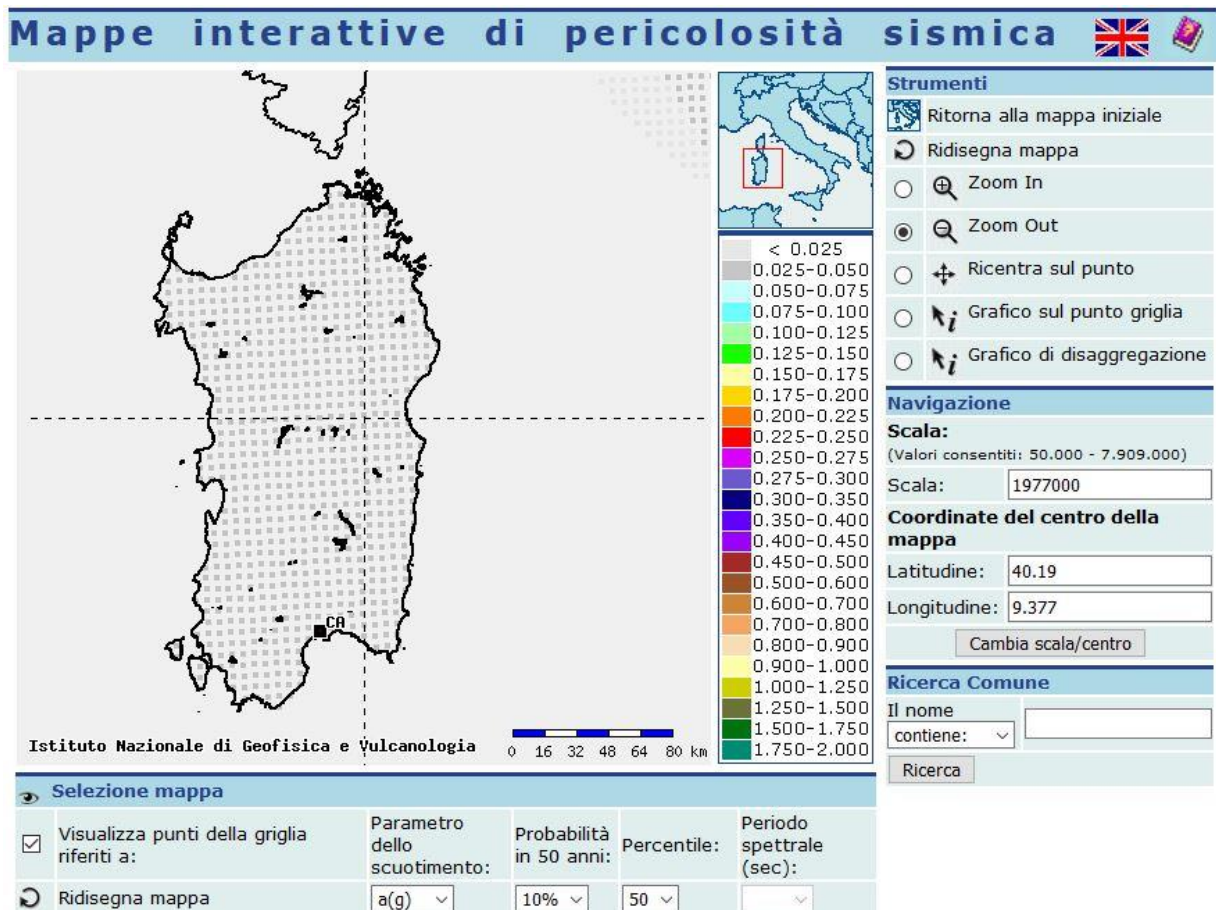 Mappe interattive di pericolosità sismica
CA
Istituto Nazionale di Geofisica e Vulcanologia
0 16 32 48 64 80 km
< 0.025
0.025-0.050
0.050-0.075
0.075-0.100
0.100-0.125
0.125-0.150
0.150-0.175
0.175-0.200
0.200-0.225
0.225-0.250
0.250-0.275
0.275-0.300
0.300-0.350
0.350-0.400
0.400-0.450
0.450-0.500
0.500-0.600
0.600-0.700
0.700-0.800
0.800-0.900
0.900-1.000
1.000-1.250
1.250-1.500
1.500-1.750
1.750-2.000
Strumenti
Ritorna alla mappa iniziale
Ridisegna mappa
Zoom In
Zoom Out
Ricentra sul punto
i Grafico sul punto griglia
i Grafico di disaggregazione
Navigazione
Scala:
(Valori consentiti: 50.000 - 7.909.000)
Scala: 1977000
Coordinate del centro della
mappa
Latitudine: 40.19
Longitudine: 9.377
Cambia scala/centro
Ricerca Comune
Il nome
contiene:
Ricerca
Selezione mappa
Visualizza punti della griglia
riferiti a:
Parametro
dello
scuotimento:
Probabilità
in 50 anni:
Percentile:
Periodo
spettrale
(sec):
Ridisegna mappa
a(g)
10%
50